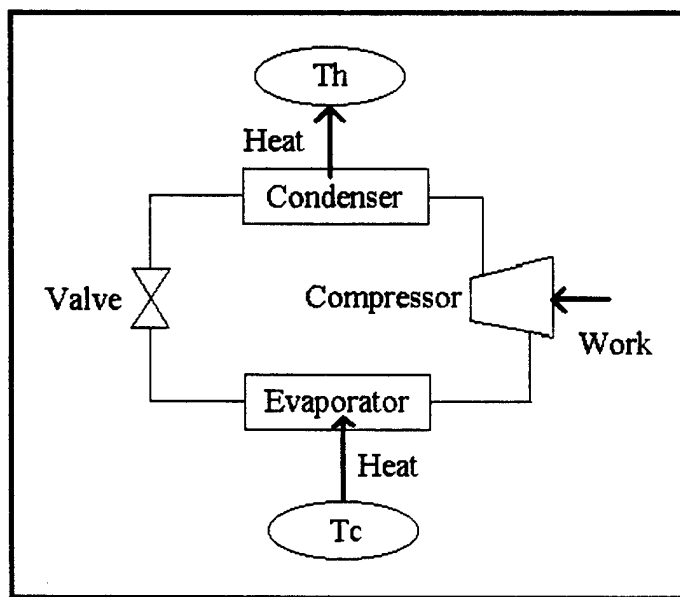 Th
Heat
Condenser
Valve
Compressor
Work
Evaporator
Heat
Tc